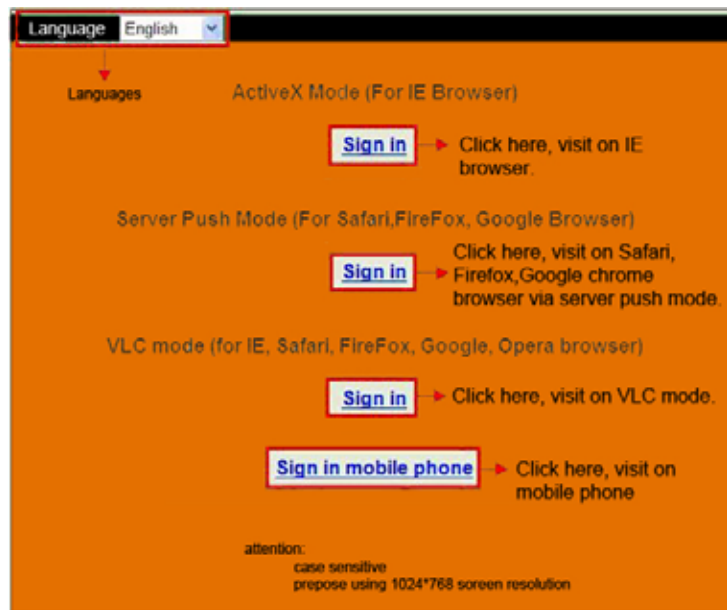 Language English
Languages
ActiveX Mode (For IE Browser)
Sign in
Click here, visit on IE
browser.
Server Push Mode (For Safari,FireFox, Google Browser)
Sign in
Click here, visit on Safari,
Firefox,Google chrome
browser via server push mode.
VLC mode (for IE, Safari, FireFox, Google, Opera browser)
Sign in
Click here, visit on VLC mode.
Sign in mobile phone
Click here, visit on
mobile phone
attention:
case sensitive
prepose using 1024*768 soreen resolution